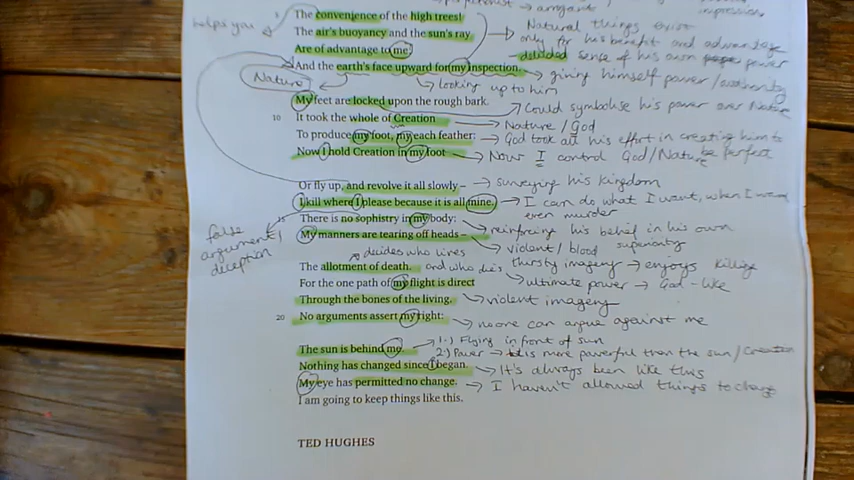 arrogant
impression
helps you
The convenience of the high trees!
Natural things exist
The air's buoyancy and the sun's ray
only for his benefit and advantage
Are of advantage to me;
decided sense of his own power
And the earth's face upward for my inspection.
giving himself power/authority
Nature
looking up to him
My feet are locked upon the rough bark.
Could symbolise his power over Nature
10 It took the whole of Creation
Nature/God
To produce my foot, my each feather:
God took all his effort in creating him to be perfect
Now I hold Creation in my foot
Now I control God/Nature
Or fly up, and revolve it all slowly –
surveying his kingdom
I kill where I please because it is all mine.
I can do what I want, when I want
even murder
15 There is no sophistry in my body:
reinforcing his belief in his own superiority
My manners are tearing off heads –
violent/blood thirsty imagery → enjoys killing
false argument deception
decides who lives and who dies
The allotment of death.
For the one path of my flight is direct
ultimate power → God-like
Through the bones of the living.
violent imagery
20 No arguments assert my right:
no one can argue against me
The sun is behind me.
1.) Flying in front of sun
2.) Power → is more powerful than the sun/Creation
Nothing has changed since I began.
It's always been like this
My eye has permitted no change.
I haven't allowed things to change
I am going to keep things like this.
TED HUGHES